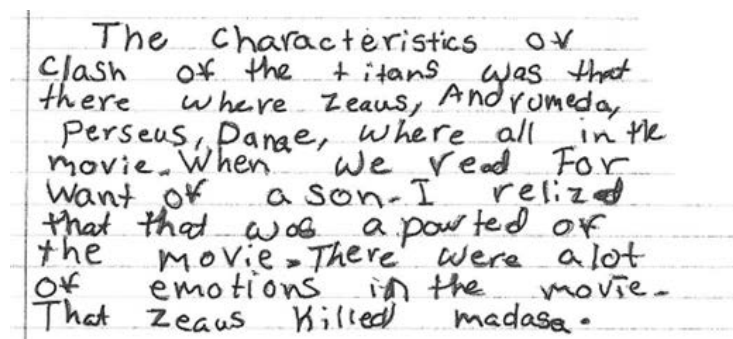 The characteristics of
Clash of the titans was that
there where zeaus, Andrumeda,
Perseus, Danae, where all in the
movie. When we read For
Want of a son. I relized
that that was a pawted of
the movie. There were alot
of emotions in the movie.
That zeaus killed madasa.